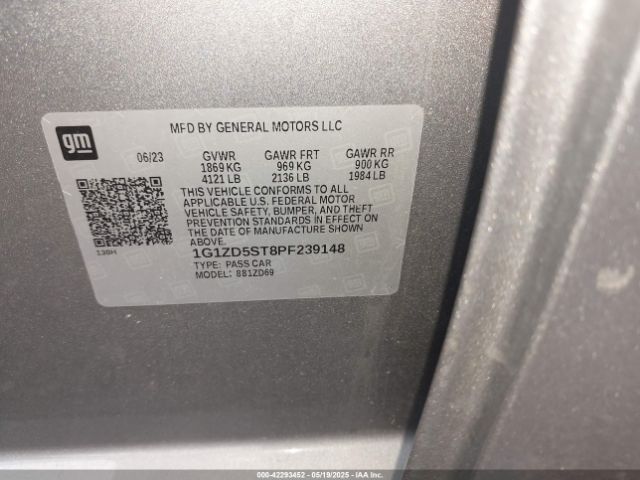 gm
MFD BY GENERAL MOTORS LLC
06/23 GVWR GAWR FRT GAWR RR
1869 KG 969 KG 900 KG
4121 LB 2136 LB 1984 LB
THIS VEHICLE CONFORMS TO ALL
APPLICABLE U.S. FEDERAL MOTOR
VEHICLE SAFETY, BUMPER, AND THEFT
PREVENTION STANDARDS IN EFFECT ON
THE DATE OF MANUFACTURE SHOWN
ABOVE.
138H
1G1ZD5ST8PF239148
TYPE: PASS CAR
MODEL: 881ZD69
000-42293452 - 05/19/2025 - IAAI.COM